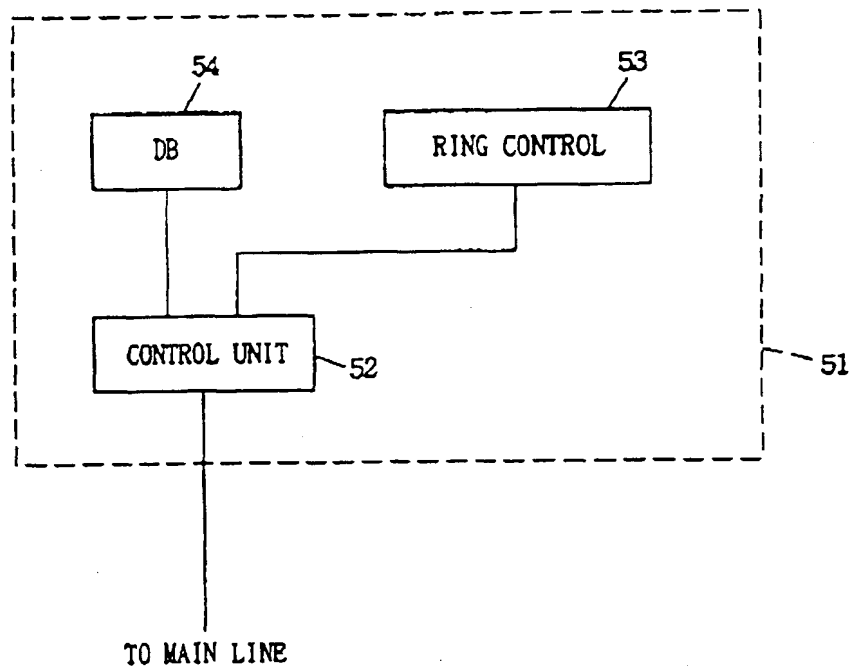 54
53
DB
RING CONTROL
CONTROL UNIT
52
51
TO MAIN LINE